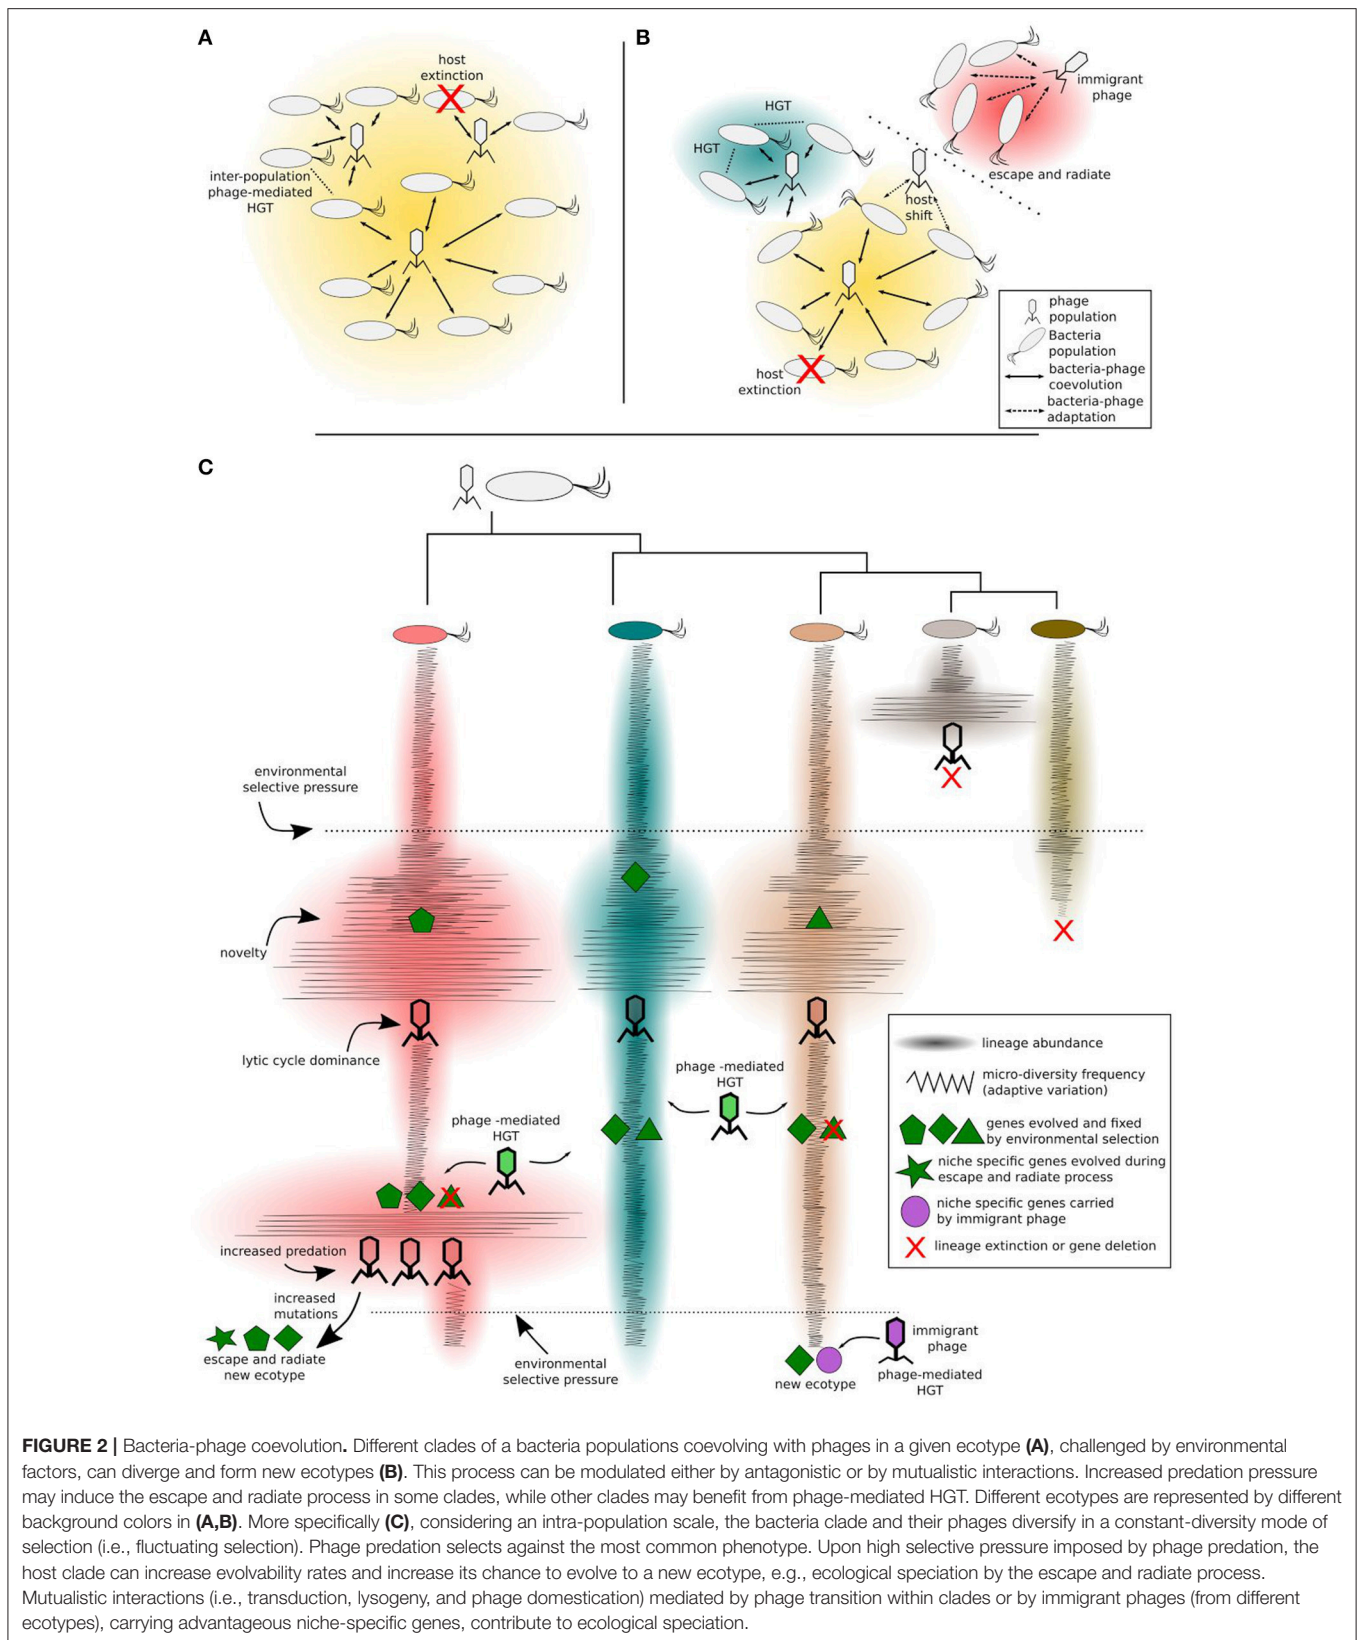 A
host
extinction
inter-population
phage-mediated
HGT
B
HGT
HGT
immigrant
phage
escape and radiate
host
shift
host
extinction
phage
population
Bacteria
population
bacteria-phage
coevolution
bacteria-phage
adaptation
C
environmental
selective pressure
novelty
lytic cycle dominance
phage -mediated
HGT
phage -mediated
HGT
increased predation
increased
mutations
escape and radiate
new ecotype
environmental
selective pressure
new ecotype
immigrant
phage
phage-mediated
HGT
lineage abundance
micro-diversity frequency
(adaptive variation)
genes evolved and fixed
by environmental selection
niche specific genes evolved during
escape and radiate process
niche specific genes carried
by immigrant phage
lineage extinction or gene deletion
FIGURE 2 | Bacteria-phage coevolution. Different clades of a bacteria populations coevolving with phages in a given ecotype (A), challenged by environmental
factors, can diverge and form new ecotypes (B). This process can be modulated either by antagonistic or by mutualistic interactions. Increased predation pressure
may induce the escape and radiate process in some clades, while other clades may benefit from phage-mediated HGT. Different ecotypes are represented by different
background colors in (A,B). More specifically (C), considering an intra-population scale, the bacteria clade and their phages diversify in a constant-diversity mode of
selection (i.e., fluctuating selection). Phage predation selects against the most common phenotype. Upon high selective pressure imposed by phage predation, the
host clade can increase evolvability rates and increase its chance to evolve to a new ecotype, e.g., ecological speciation by the escape and radiate process.
Mutualistic interactions (i.e., transduction, lysogeny, and phage domestication) mediated by phage transition within clades or by immigrant phages (from different
ecotypes), carrying advantageous niche-specific genes, contribute to ecological speciation.